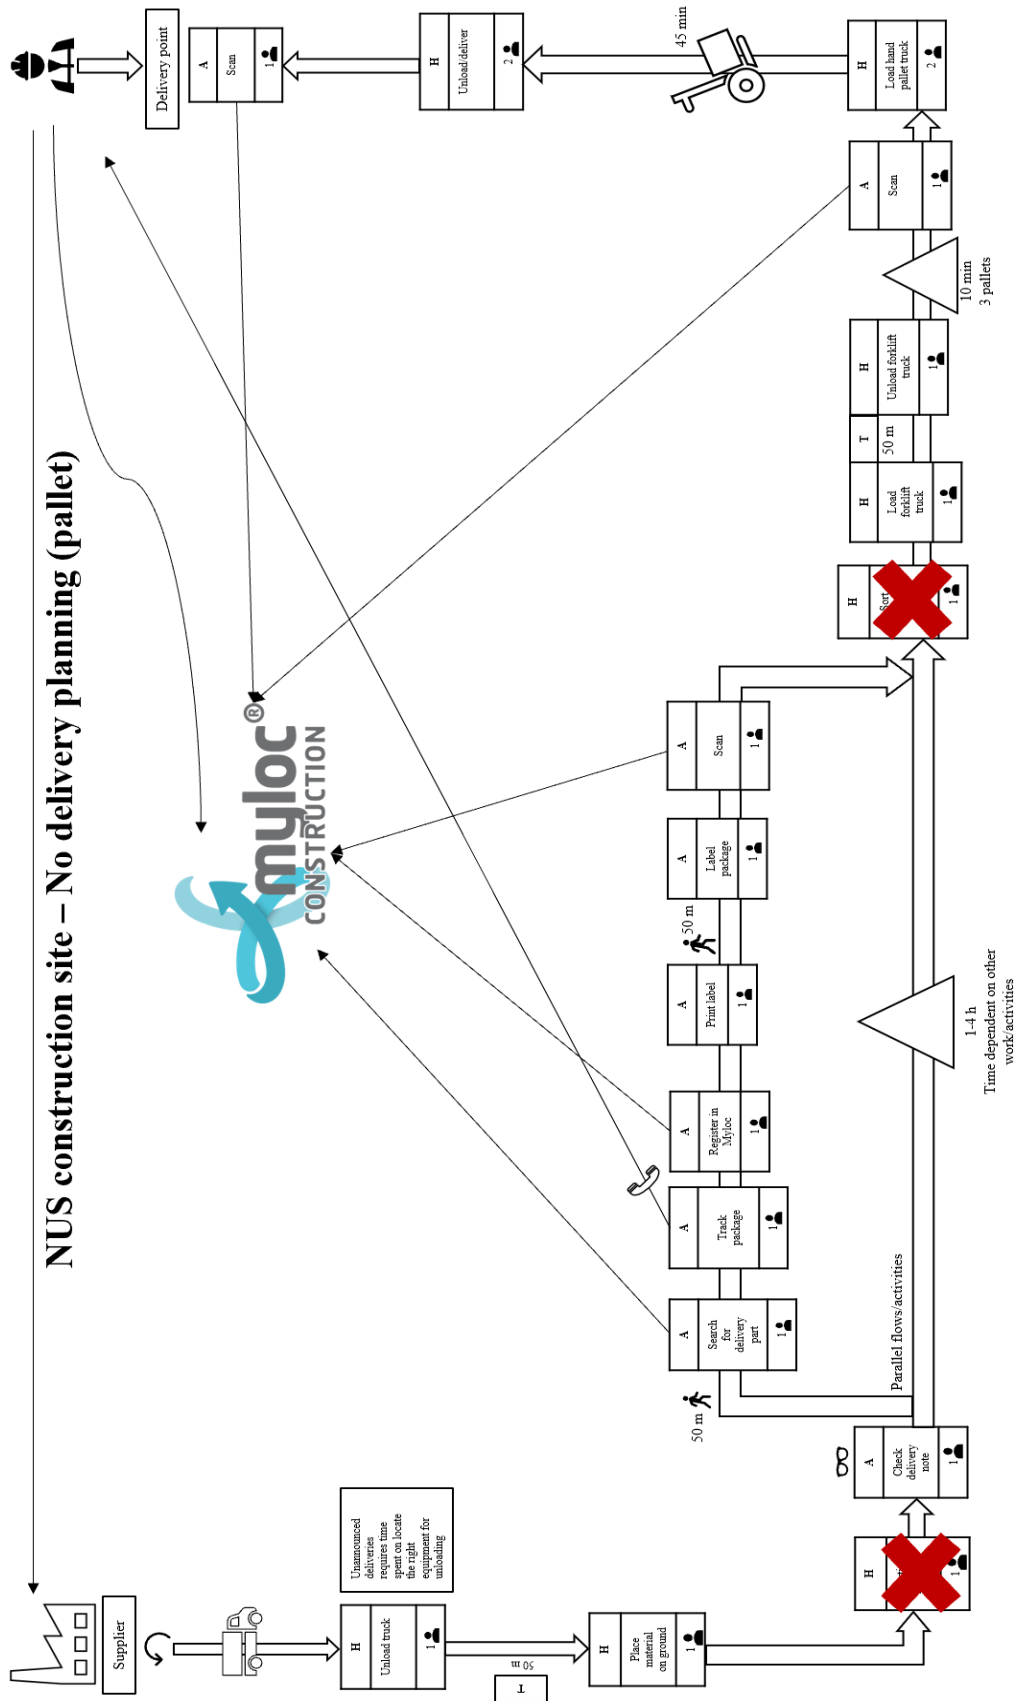 NUS construction site – No delivery planning (pallet)
Supplier
H
Unload truck
1
Unannounced
deliveries
requires time
spent on locate
the right
equipment for
unloading
T
50 m
H
Place
material
on ground
1
H
1
A
Check
delivery
note
1
Parallel flows/activities
50 m
A
Search
for
delivery
part
1
A
Track
package
1
A
Register in
Myloc
1
A
Print label
1
50 m
A
Label
package
1
A
Scan
1
1-4 h
Time dependent on other
work/activities
H
Sort
1
H
Load
forklift
truck
1
T
50 m
H
Unload forklift
truck
1
10 min
3 pallets
A
Scan
1
H
Load hand
pallet truck
2
45 min
H
Unload/deliver
2
A
Scan
1
Delivery point
myloc®
CONSTRUCTION